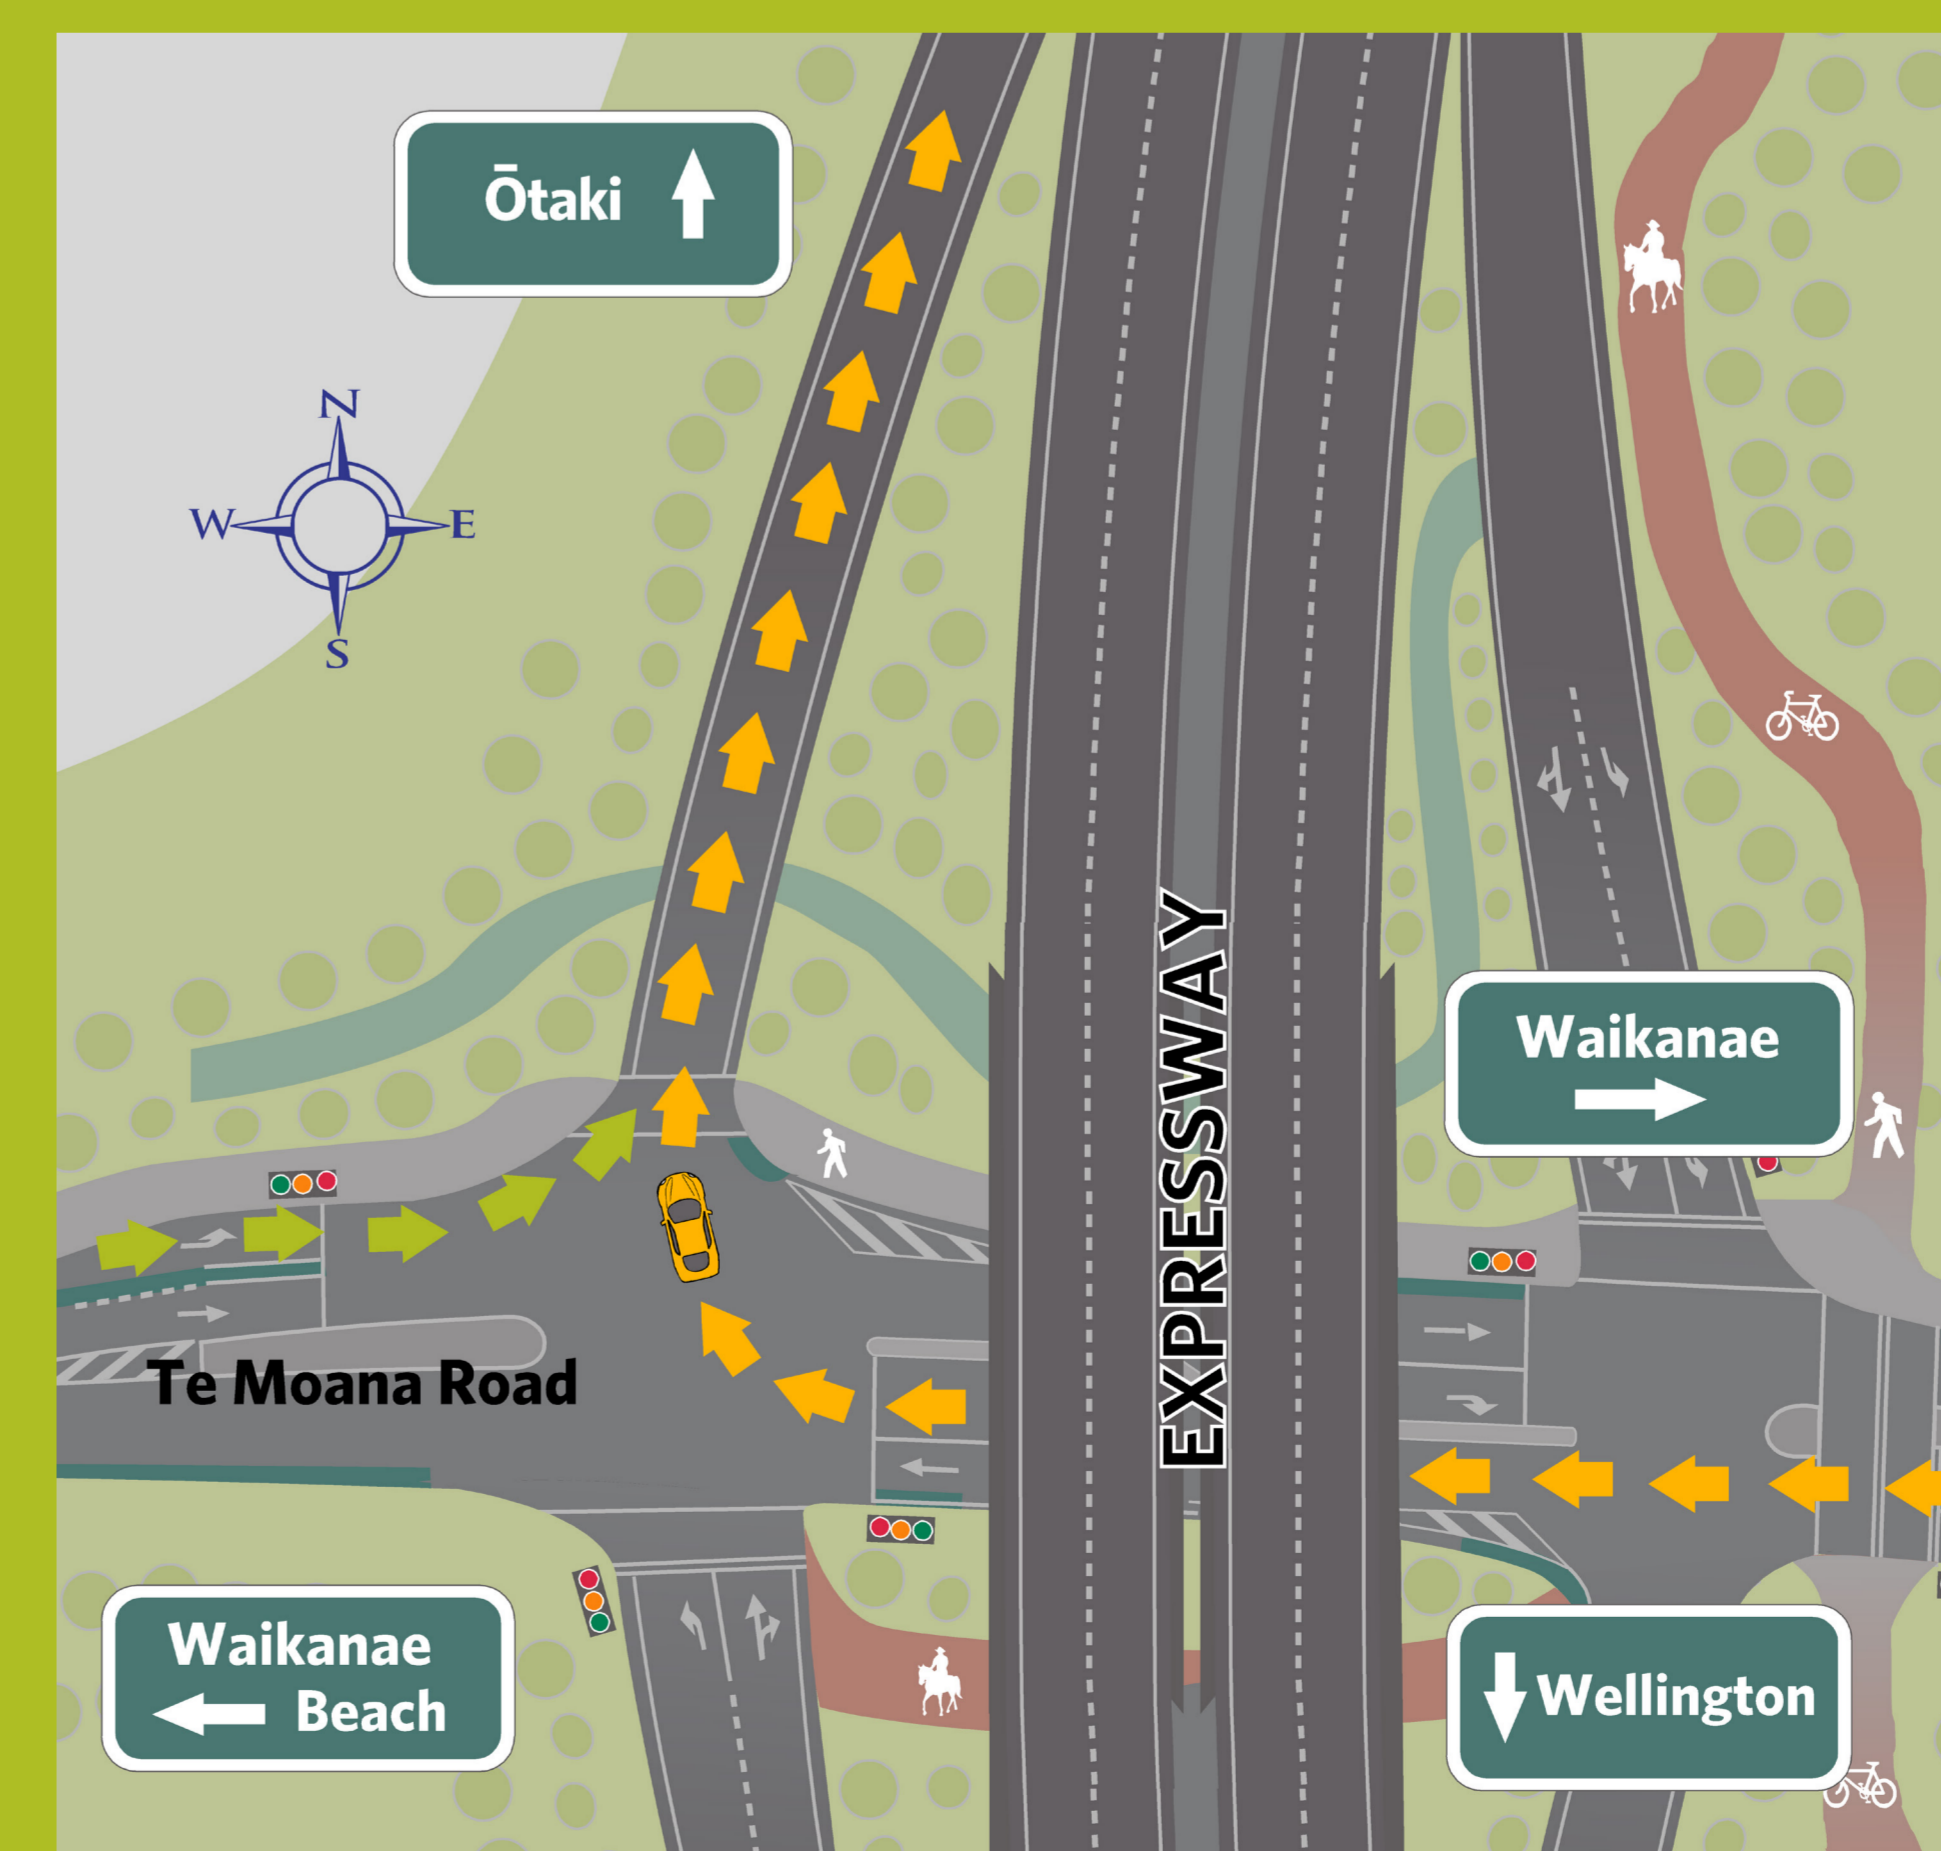 Ōtaki
N
W E
S
EXPRESSWAY
Waikanae
Te Moana Road
Waikanae
Beach
Wellington